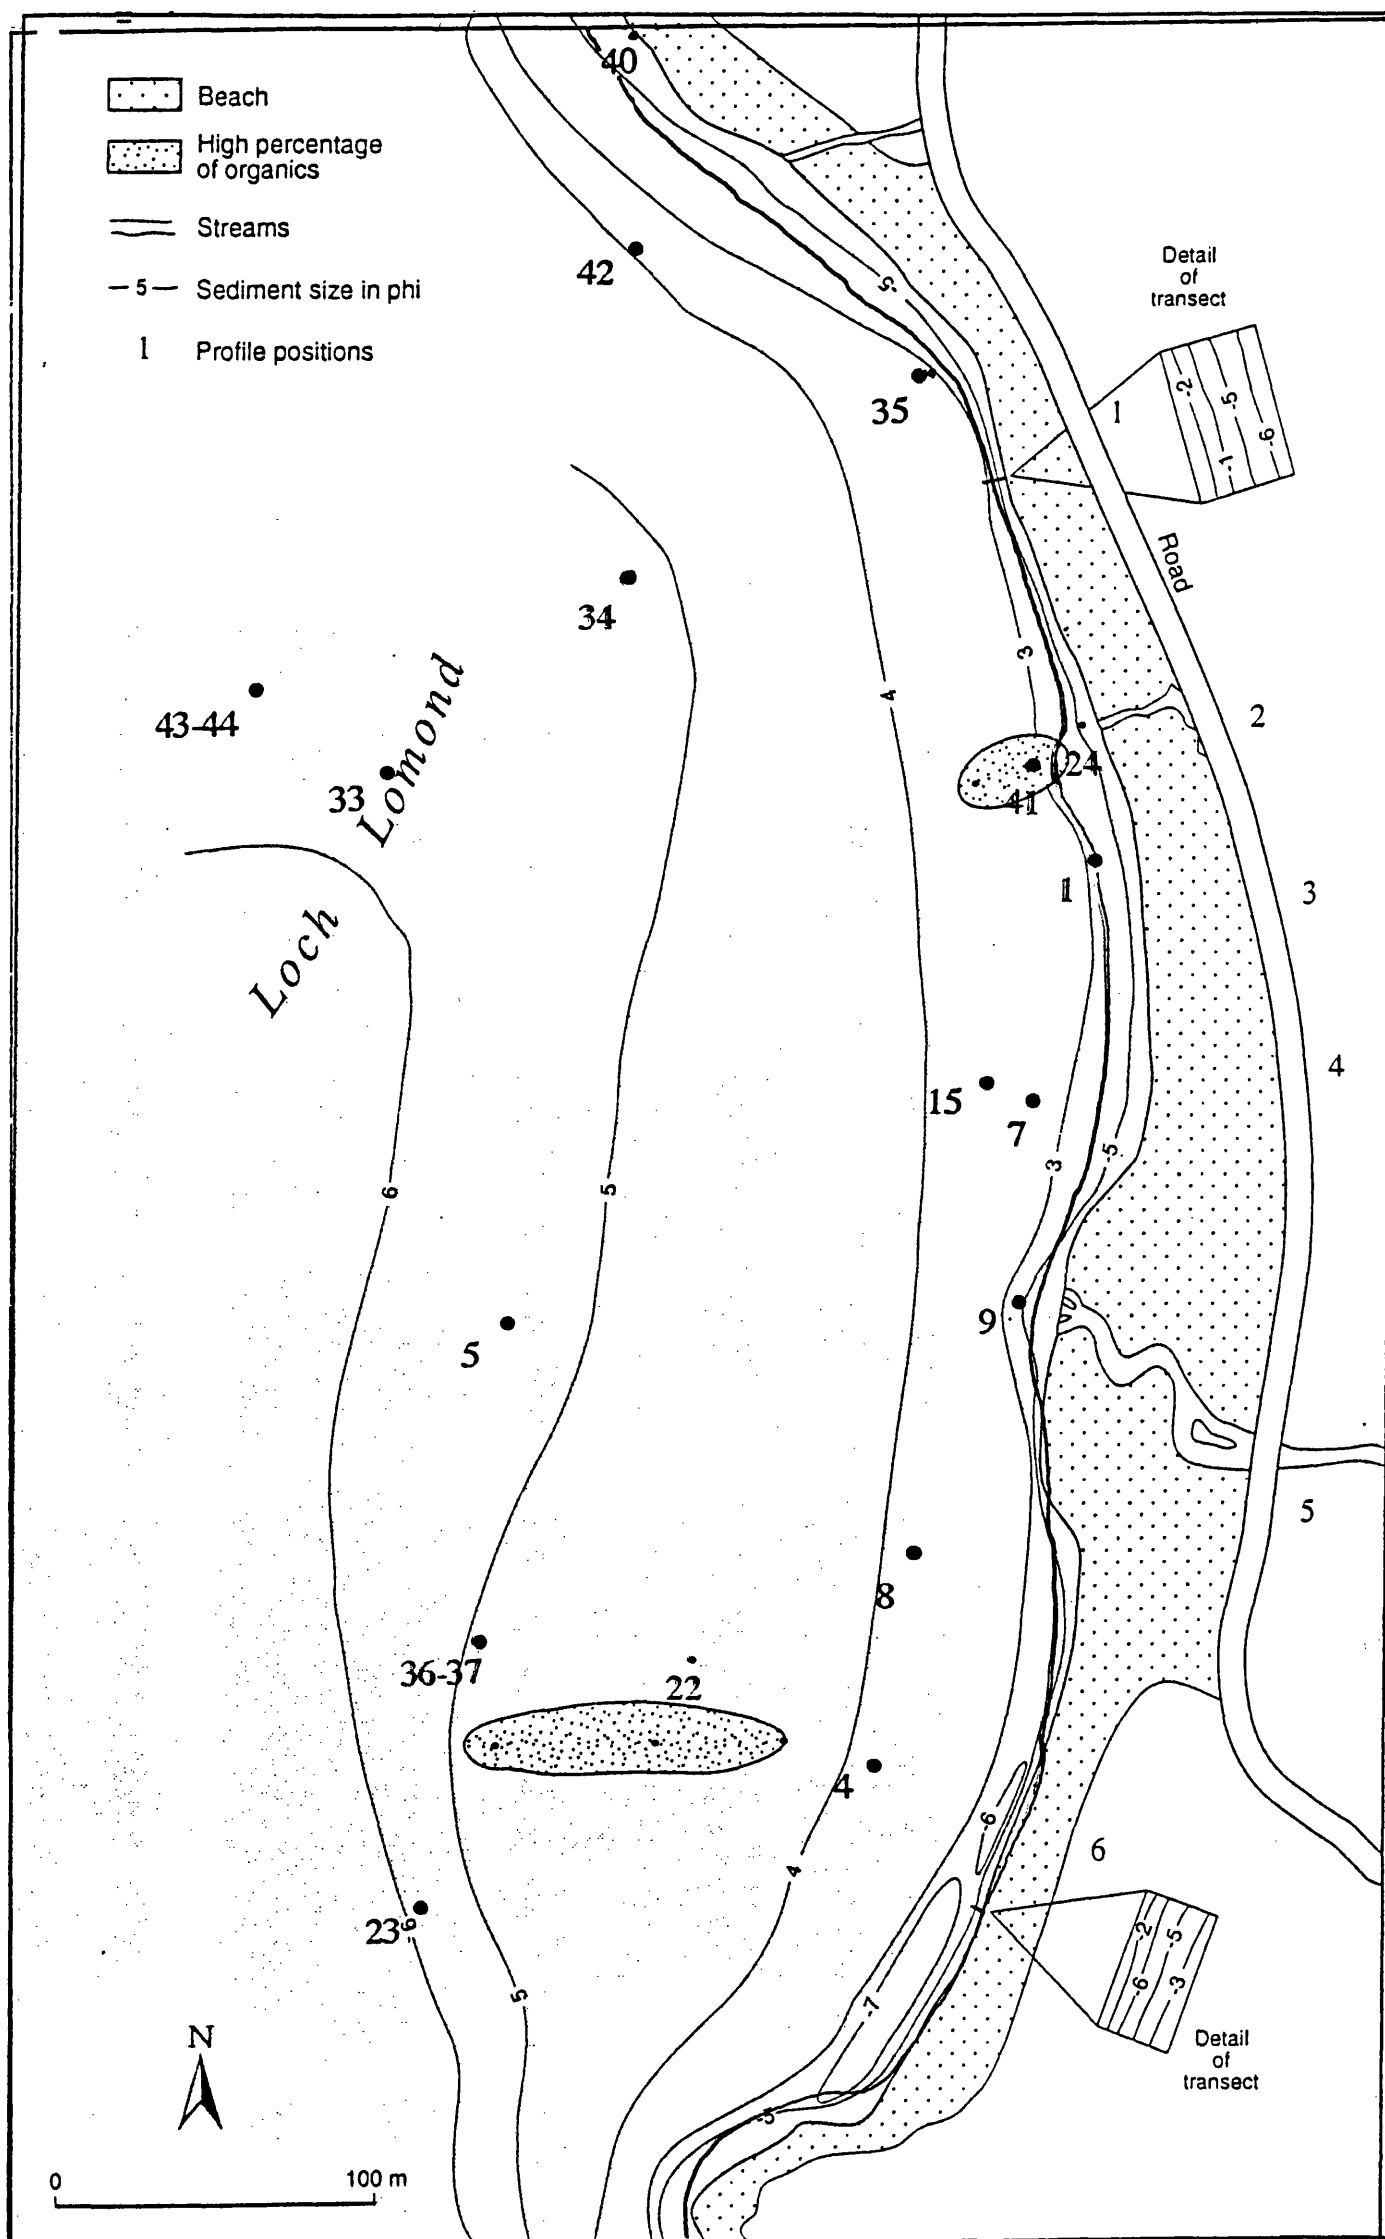 40
Beach
High percentage
of organics
Streams
5 Sediment size in phi
1 Profile positions
42
-5
Detail
of
transect
35
1
-2
-5
-1
-6
Road
34
3
4
2
43-44
33
Lomond
24
41
1
3
Loch
15
7
4
-5
3
6
5
9
5
5
8
36-37
22
4
-6
6
4
23
6
-2
-5
-6
-3
5
-7
N
Detail
of
transect
-5
0 100 m